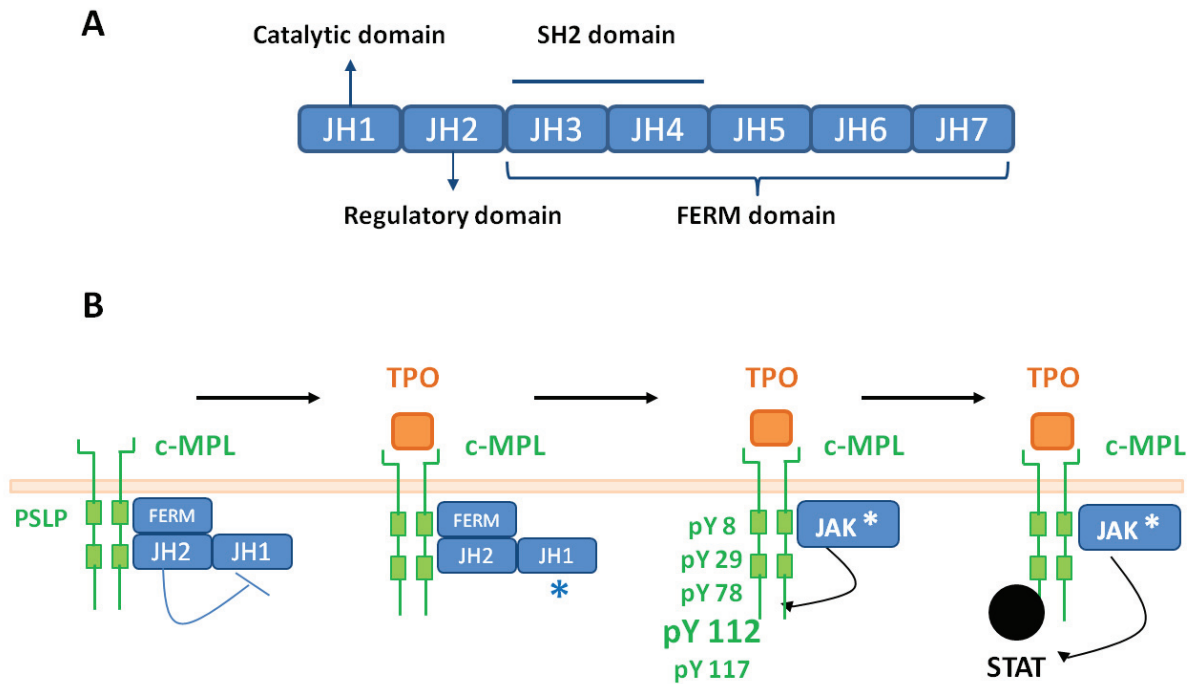 A
Catalytic domain
SH2 domain
JH1 JH2 JH3 JH4 JH5 JH6 JH7
Regulatory domain
FERM domain
B
TPO
TPO
TPO
c-MPL
c-MPL
c-MPL
c-MPL
PSLP
FERM
JH2 JH1
FERM
JH2 JH1
*
pY 8
pY 29
pY 78
pY 112
pY 117
JAK *
JAK *
STAT